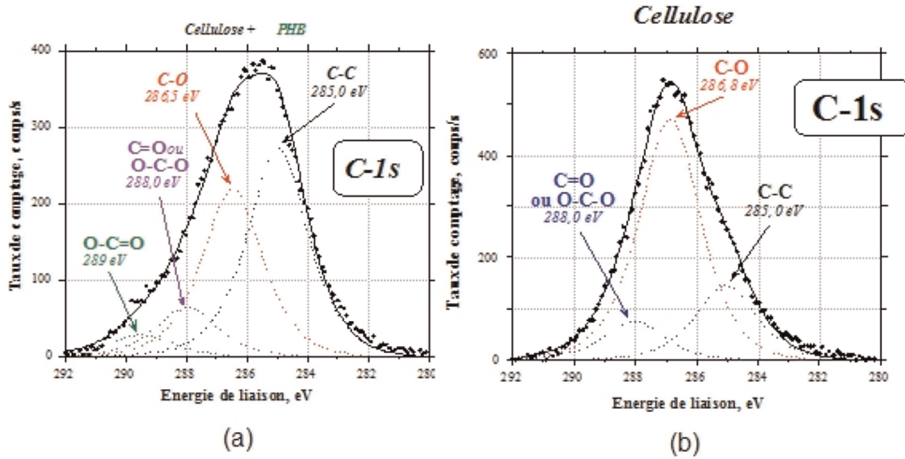 Cellulose + PHB
400
300
200
100
0
Taux de comptage, coups/s
C-O
286,5 eV
C-C
285,0 eV
C=O ou
O-C-O
288,0 eV
C-1s
O-C=O
289 eV
292 290 288 286 284 282 280
Energie de liaison, eV
(a)
Cellulose
600
400
200
0
Taux de comptage, coups/s
C-O
286,8 eV
C-1s
C=O
ou O-C-O
288,0 eV
C-C
285,0 eV
292 290 288 286 284 282 280
Energie de liaison, eV
(b)